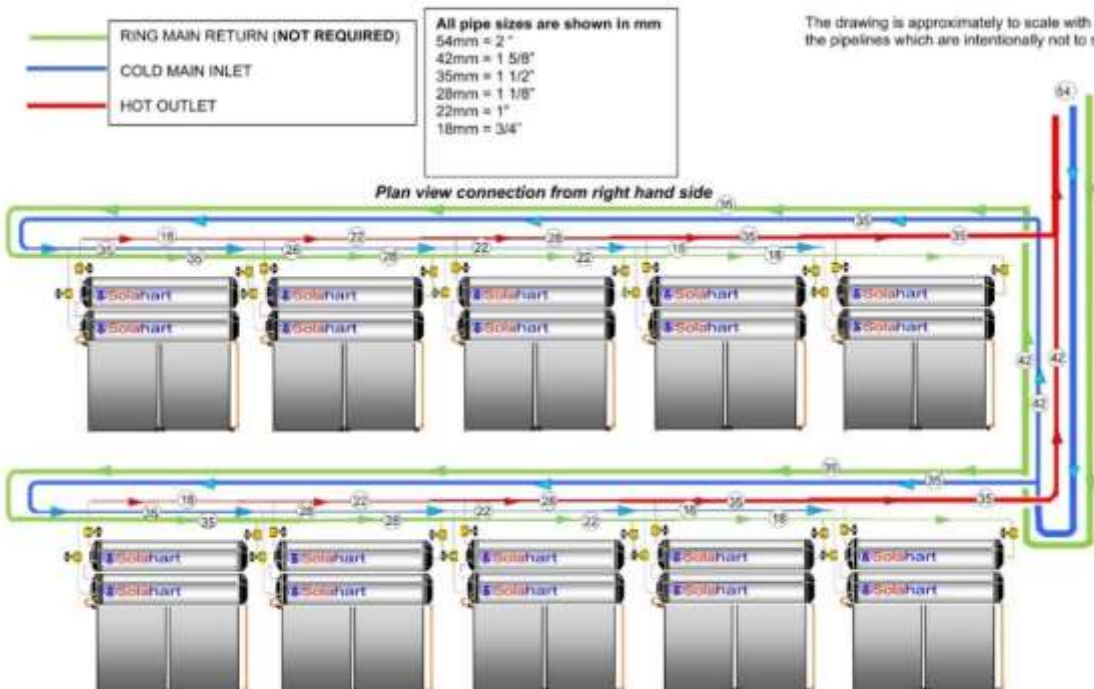 RING MAIN RETURN (NOT REQUIRED)
COLD MAIN INLET
HOT OUTLET
All pipe sizes are shown in mm
54mm = 2 "
42mm = 1 5/8"
35mm = 1 1/2"
28mm = 1 1/8"
22mm = 1"
18mm = 3/4"
The drawing is approximately to scale with
the pipelines which are intentionally not to
54
Plan view connection from right hand side
35
35
18 22 28 35 35
35 28 22 18
35 28 22 18
Solahart Solahart Solahart Solahart Solahart
Solahart Solahart Solahart Solahart Solahart
42 42
42
35
35
18 22 28 35 35
28 22 18
35 28 22 18
Solahart Solahart Solahart Solahart Solahart
Solahart Solahart Solahart Solahart Solahart